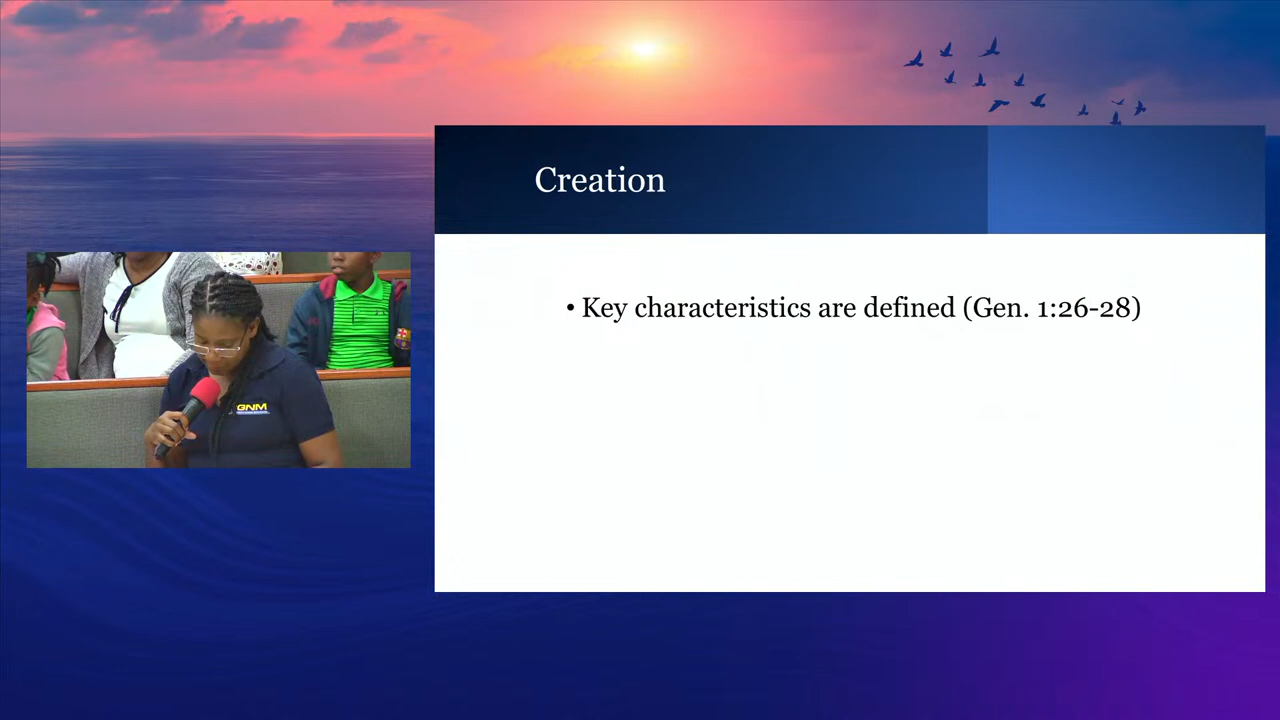 Creation
• Key characteristics are defined (Gen. 1:26-28)
GNM